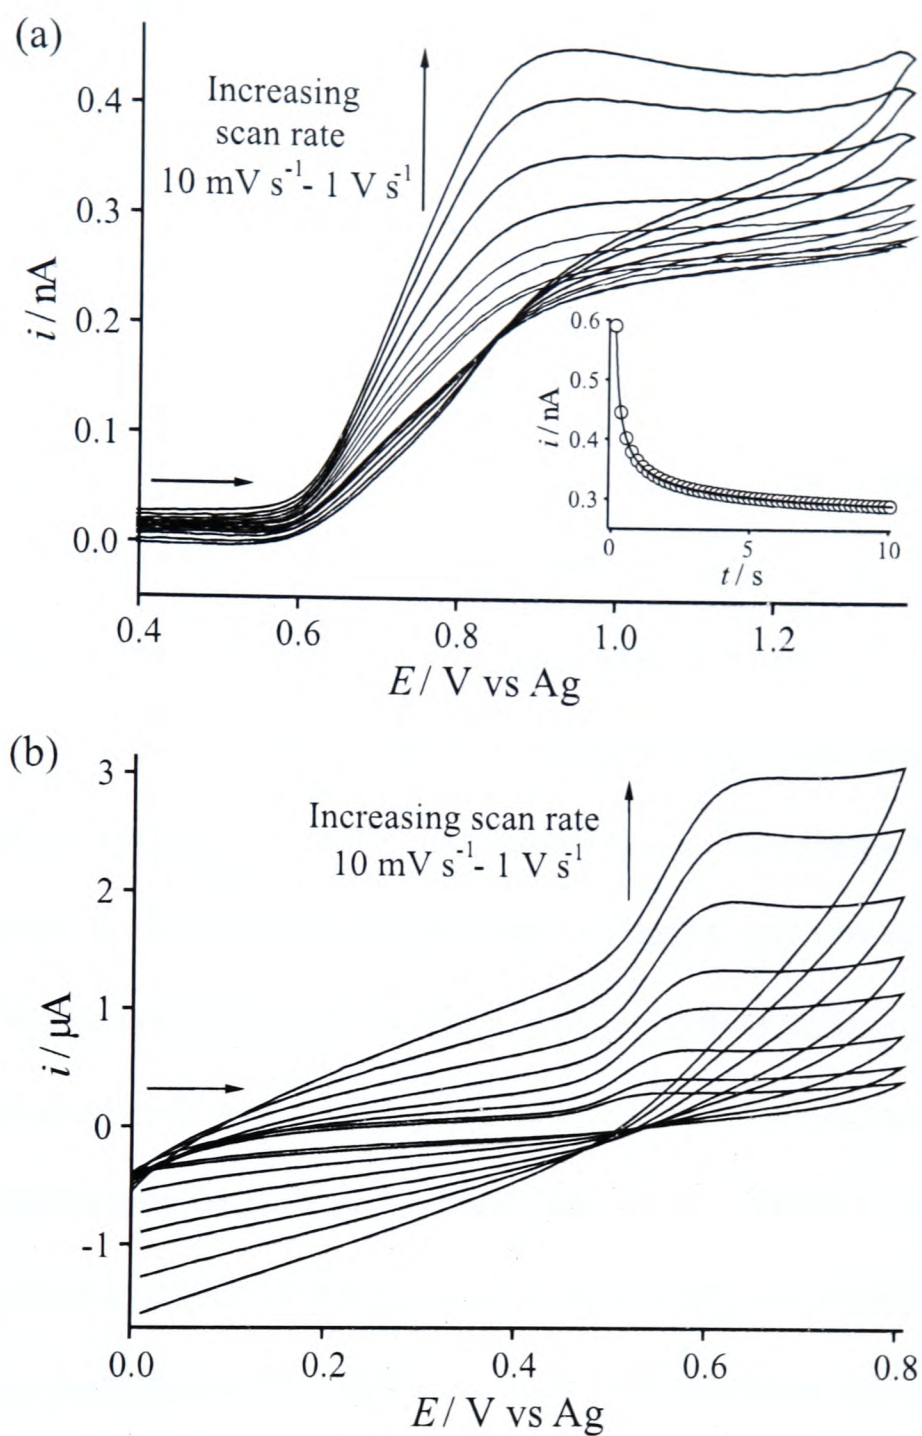 (a)
Increasing
scan rate
10 mV s⁻¹- 1 V s⁻¹
0.4
0.3
0.2
0.1
0.0
i / nA
0.4
0.6
0.8
1.0
1.2
E / V vs Ag
0.6
0.5
0.4
0.3
i / nA
0
5
10
t / s
(b)
Increasing scan rate
10 mV s⁻¹- 1 V s⁻¹
3
2
1
0
-1
i / μA
0.0
0.2
0.4
0.6
0.8
E / V vs Ag